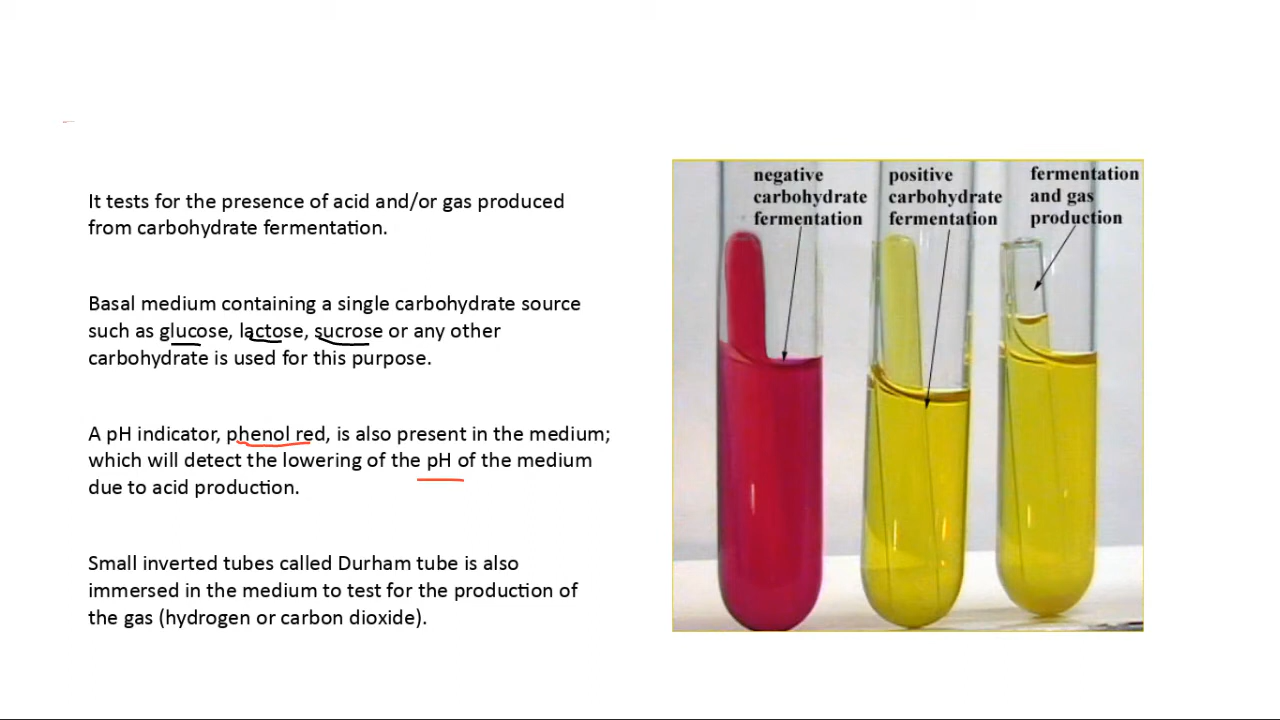 It tests for the presence of acid and/or gas produced
from carbohydrate fermentation.
Basal medium containing a single carbohydrate source
such as glucose, lactose, sucrose or any other
carbohydrate is used for this purpose.
A pH indicator, phenol red, is also present in the medium;
which will detect the lowering of the pH of the medium
due to acid production.
Small inverted tubes called Durham tube is also
immersed in the medium to test for the production of
the gas (hydrogen or carbon dioxide).
negative
carbohydrate
fermentation
positive
carbohydrate
fermentation
fermentation
and gas
production